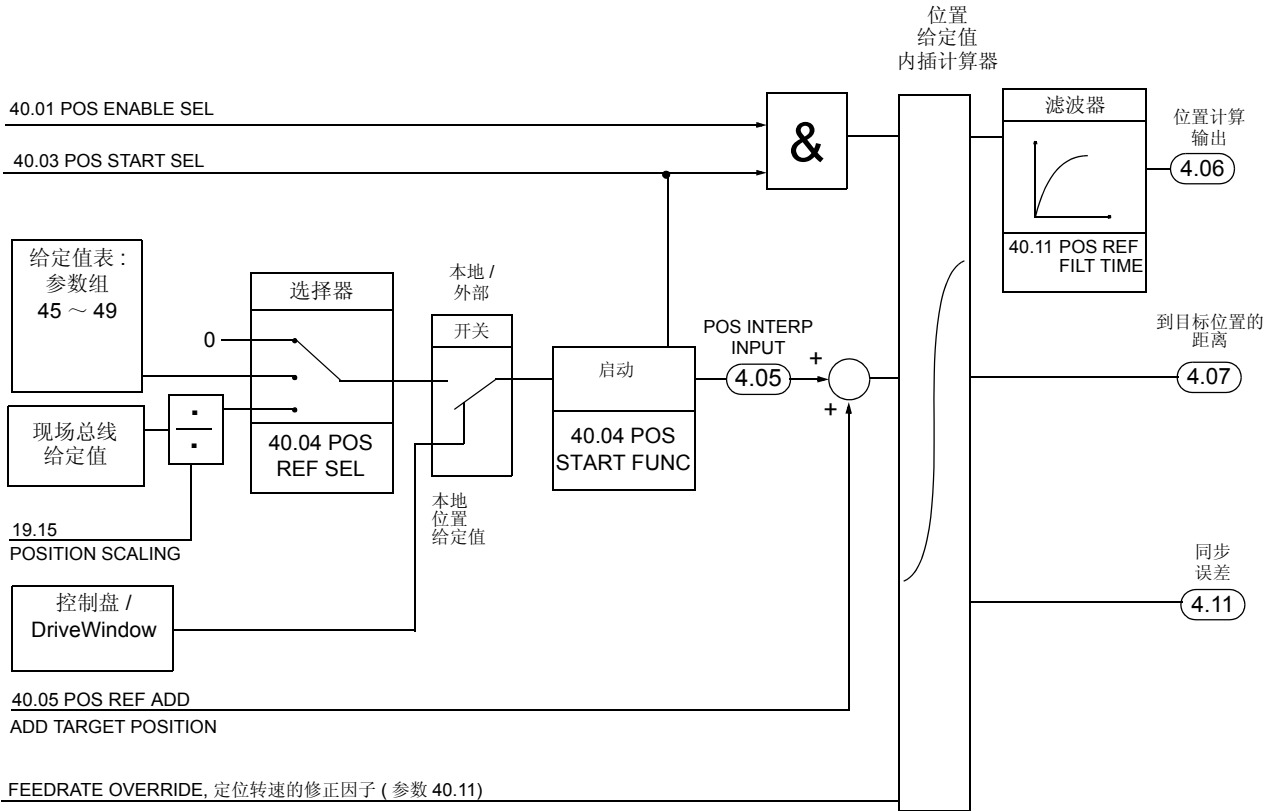 位置
给定值
内插计算器
40.01 POS ENABLE SEL
40.03 POS START SEL
&
滤波器
40.11 POS REF
FILT TIME
位置计算
输出
4.06
给定值表 :
参数组
45 ～ 49
选择器
0
40.04 POS
REF SEL
本地 /
外部
开关
启动
40.04 POS
START FUNC
POS INTERP
INPUT
4.05
+
+
到目标位置的
距离
4.07
现场总线
给定值
本地
位置
给定值
19.15
POSITION SCALING
控制盘 /
DriveWindow
同步
误差
4.11
40.05 POS REF ADD
ADD TARGET POSITION
FEEDRATE OVERRIDE, 定位转速的修正因子 ( 参数 40.11)